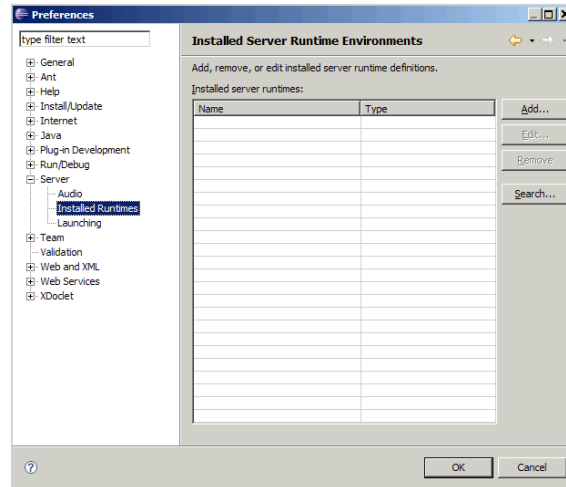 Preferences
type filter text
General
Ant
Help
Install/Update
Internet
Java
Plug-in Development
Run/Debug
Server
Audio
Installed Runtimes
Launching
Team
Validation
Web and XML
Web Services
XDoclet
Installed Server Runtime Environments
Add, remove, or edit installed server runtime definitions.
Installed server runtimes:
Name Type
Add...
Edit...
Remove
Search...
?
OK Cancel